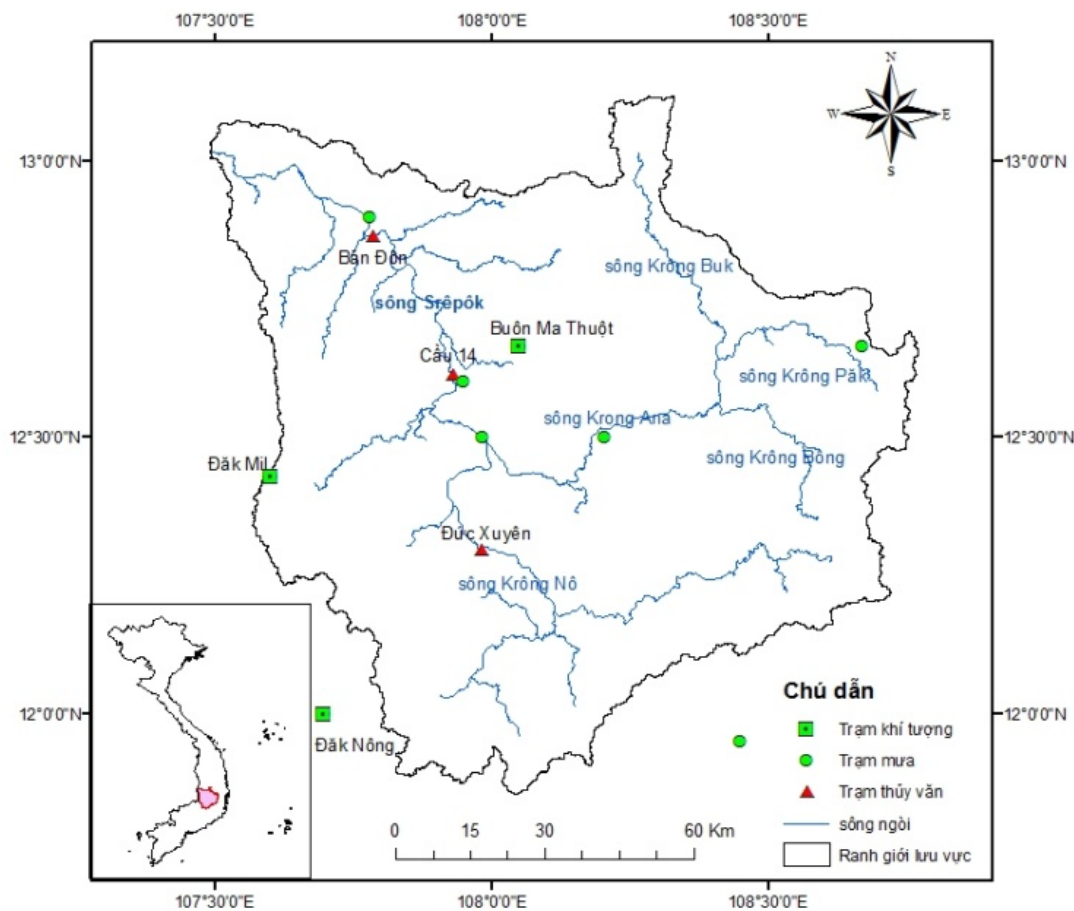 107°30'0"E
108°0'0"E
108°30'0"E
N
W
E
S
13°0'0"N
13°0'0"N
Bản Đôn
sông Krông Buk
sông Srêpôk
Buôn Ma Thuột
Cầu 14
sông Krông Păk
sông Krong Ana
12°30'0"N
12°30'0"N
sông Krông Bông
Đăk Mil
Đức Xuyên
sông Krông Nô
Chú dẫn
12°0'0"N
12°0'0"N
Trạm khí tượng
Đăk Nông
Trạm mưa
Trạm thủy văn
0
15
30
60 Km
sông ngòi
Ranh giới lưu vực
107°30'0"E
108°0'0"E
108°30'0"E